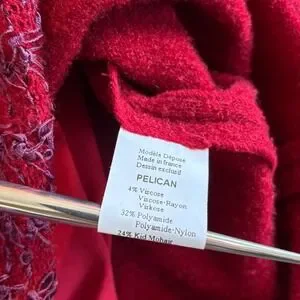 Modèle Déposé
Made in france
Dessin exclusif
PELICAN
4% Viscose
Viscose-Rayon
Viskose
32% Polyamide
Polyamide-Nylon
24% Kid Mohair